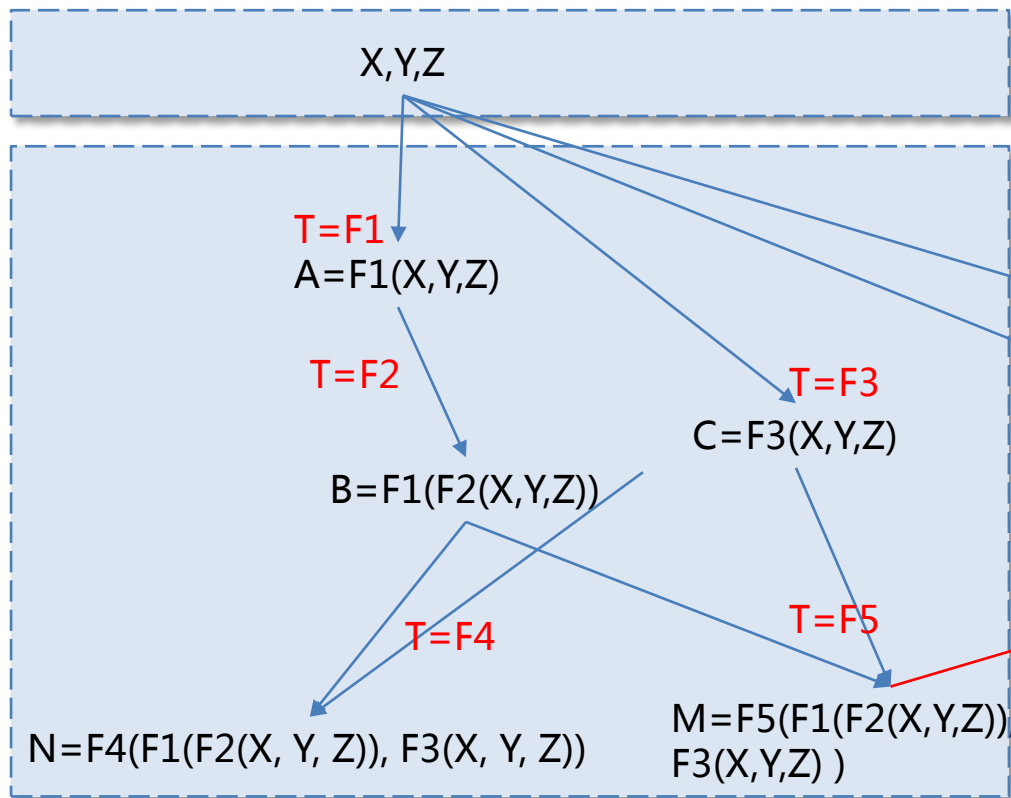 X,Y,Z
T=F1
A=F1(X,Y,Z)
T=F2
T=F3
C=F3(X,Y,Z)
B=F1(F2(X,Y,Z))
T=F4
T=F5
N=F4(F1(F2(X, Y, Z)), F3(X, Y, Z))
M=F5(F1(F2(X,Y,Z)),
F3(X,Y,Z) )